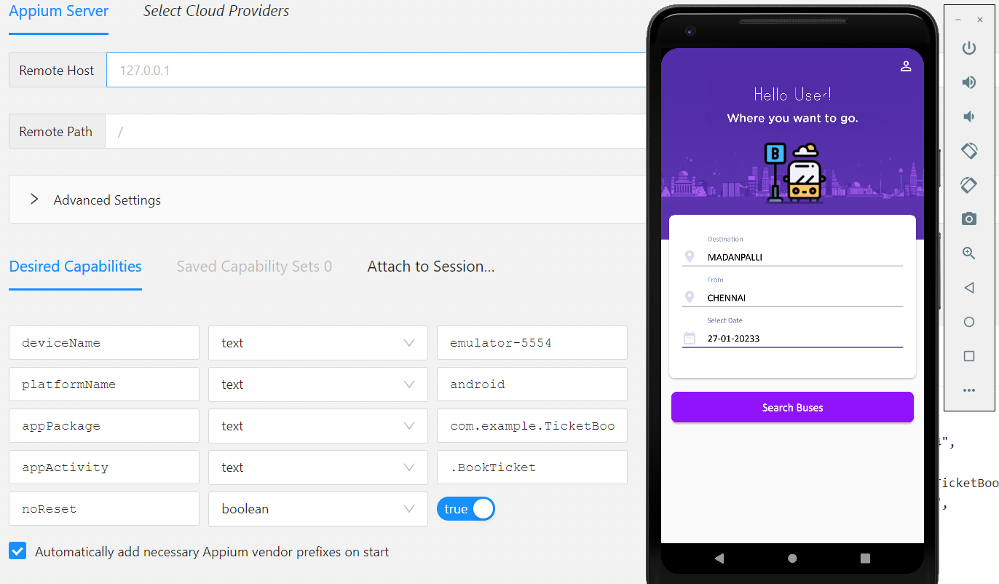 Appium Server
Select Cloud Providers
Remote Host
127.0.0.1
Remote Path
/
Advanced Settings
Desired Capabilities
Saved Capability Sets 0
Attach to Session...
deviceName
text
emulator-5554
platformName
text
android
appPackage
text
com.example.TicketBoo
appActivity
text
.BookTicket
noReset
boolean
true
Automatically add necessary Appium vendor prefixes on start
Hello User!
Where you want to go.
B
Destination
MADANPALLI
From
CHENNAI
Select Date
27-01-20233
Search Buses
4",
TicketBoo
",